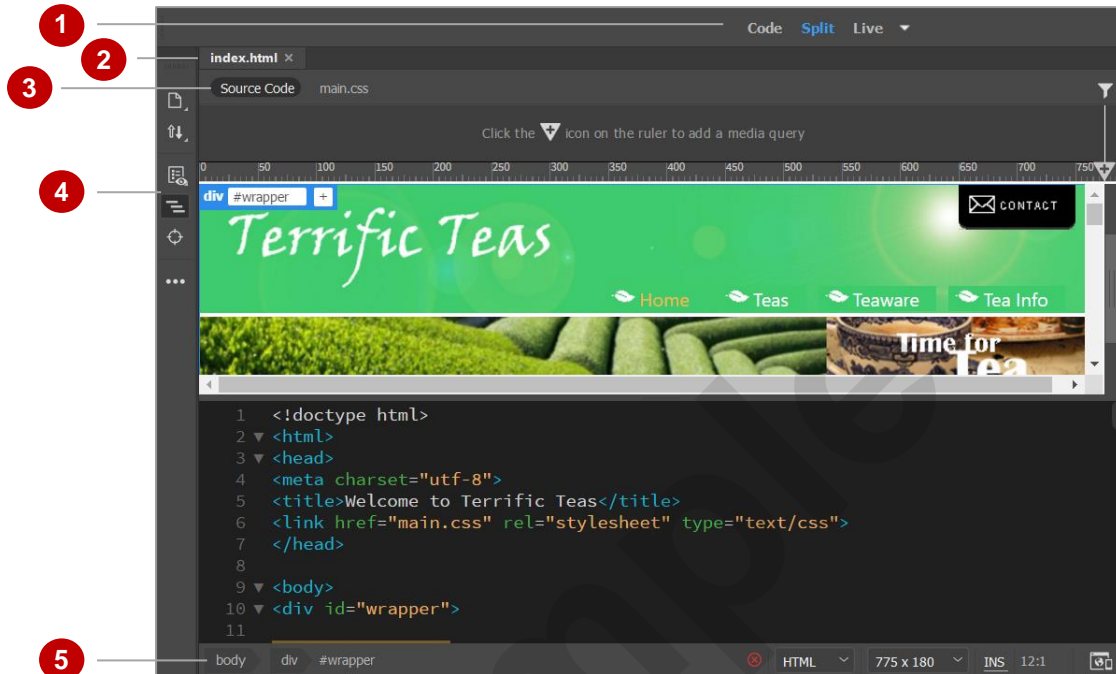 1
Code Split Live
2
index.html ×
3
Source Code main.css
Click the icon on the ruler to add a media query
0 50 100 150 200 250 300 350 400 450 500 550 600 650 700 750
4
div #wrapper +
CONTACT
Terrific Teas
Home Teas Teaware Tea Info
Time for
Tea
1 <!doctype html>
2 <html>
3 <head>
4 <meta charset="utf-8">
5 <title>Welcome to Terrific Teas</title>
6 <link href="main.css" rel="stylesheet" type="text/css">
7 </head>
8
9 <body>
10 <div id="wrapper">
11
5
body div #wrapper HTML 775 x 180 INS 12:1